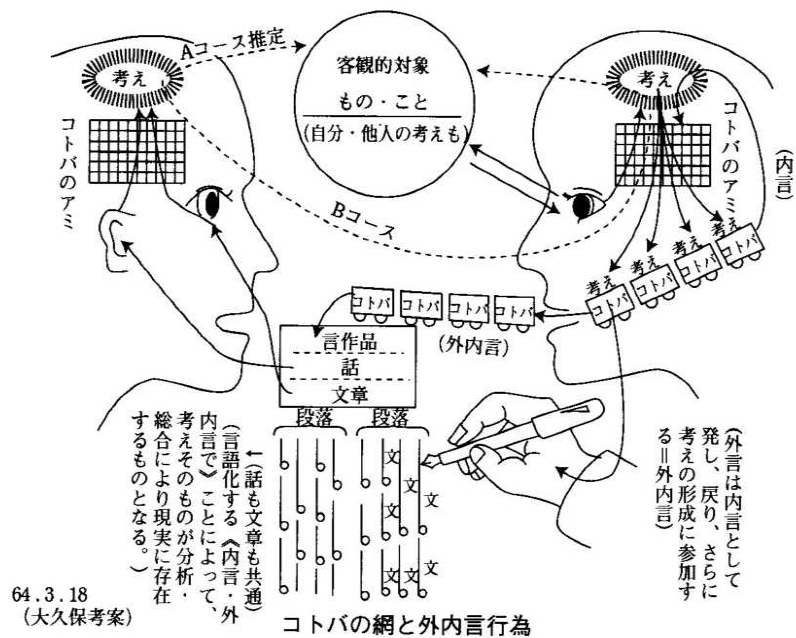 Aコース推定
考え
コトバのアミ
客観的対象
もの・こと
(自分・他人の考えも)
考え
コトバのアミ
(内言)
Bコース
考え
考え
考え
考え
コトバ
コトバ
コトバ
コトバ
コトバ
コトバ
コトバ
コトバ
(外内言)
言作品
話
文章
段落
段落
文
文
文
文
文
文
文
文
←(話も文章も共通)
(言語化する《内言・外
内言で》ことによって、
考えそのものが分析・
総合により現実に存在
するものとなる。)
(外言は内言として
発し、戻り、さらに
考えの形成に参加す
る＝外内言)
64.3.18
(大久保考案)
コトバの網と外内言行為